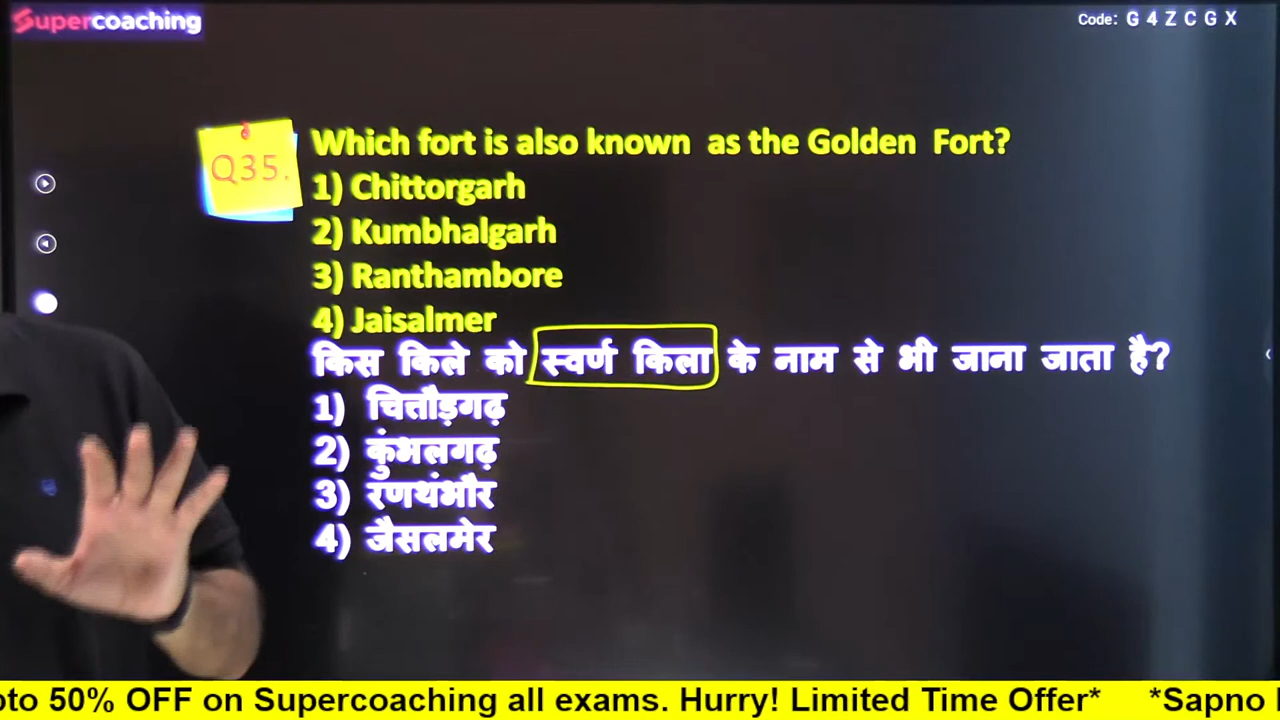 Supercoaching
Code: G 4 Z C G X
Q35.
Which fort is also known as the Golden Fort?
1) Chittorgarh
2) Kumbhalgarh
3) Ranthambore
4) Jaisalmer
किस किले को स्वर्ण किला के नाम से भी जाना जाता है?
1) चित्तौड़गढ़
2) कुंभलगढ़
3) रणथंभौर
4) जैसलमेर
50% OFF on Supercoaching all exams. Hurry! Limited Time Offer* *Sapno